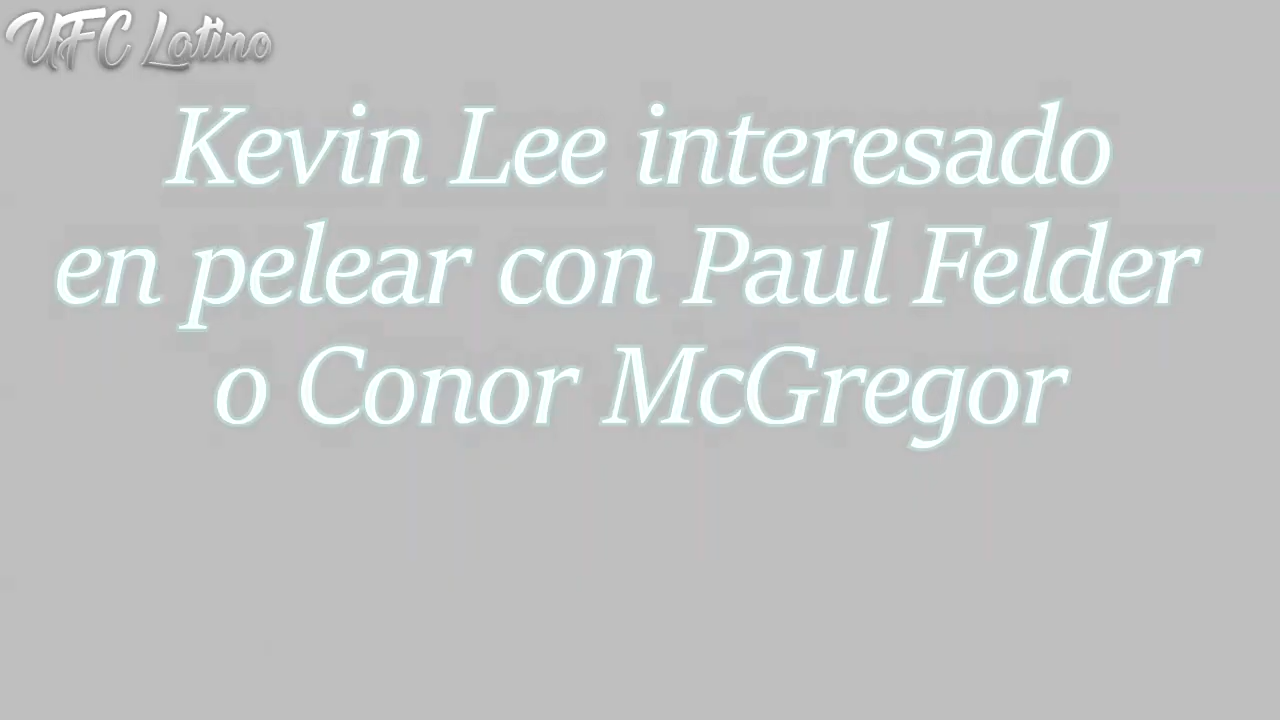 UFC Latino
Kevin Lee interesado
en pelear con Paul Felder
o Conor McGregor